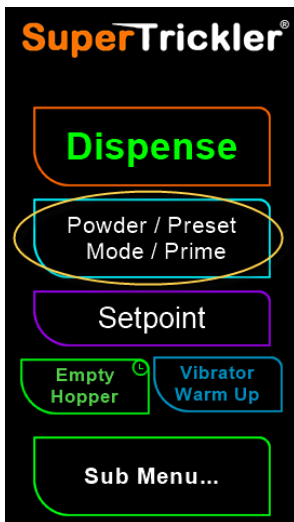 SuperTrickler®
Dispense
Powder / Preset
Mode / Prime
Setpoint
Empty
Hopper
Vibrator
Warm Up
Sub Menu...